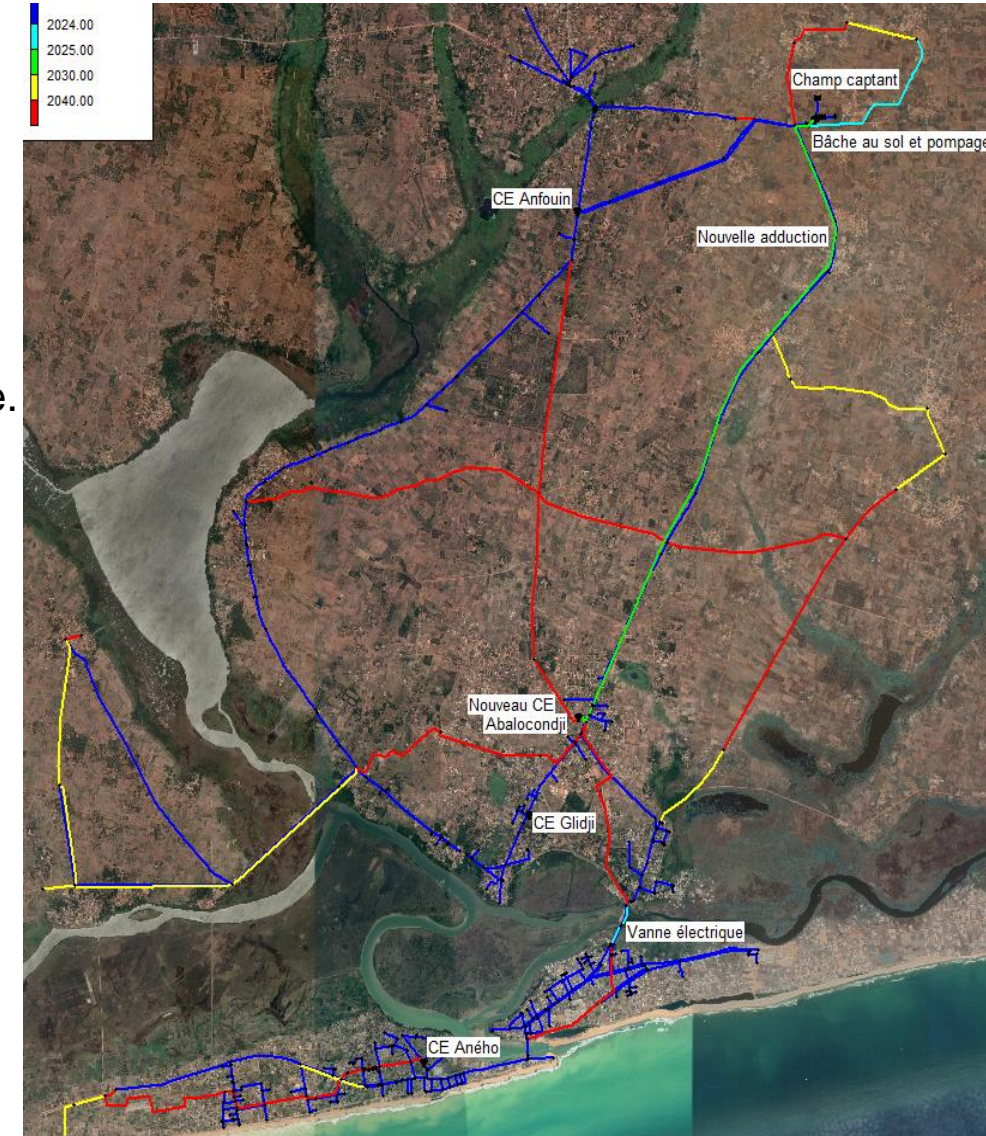 2024.00
2025.00
2030.00
2040.00
Champ captant
Bâche au sol et pompage
CE Anfouin
Nouvelle adduction
e.
Nouveau CE
Abalocondji
CE Glidji
Vanne électrique
CE Aného